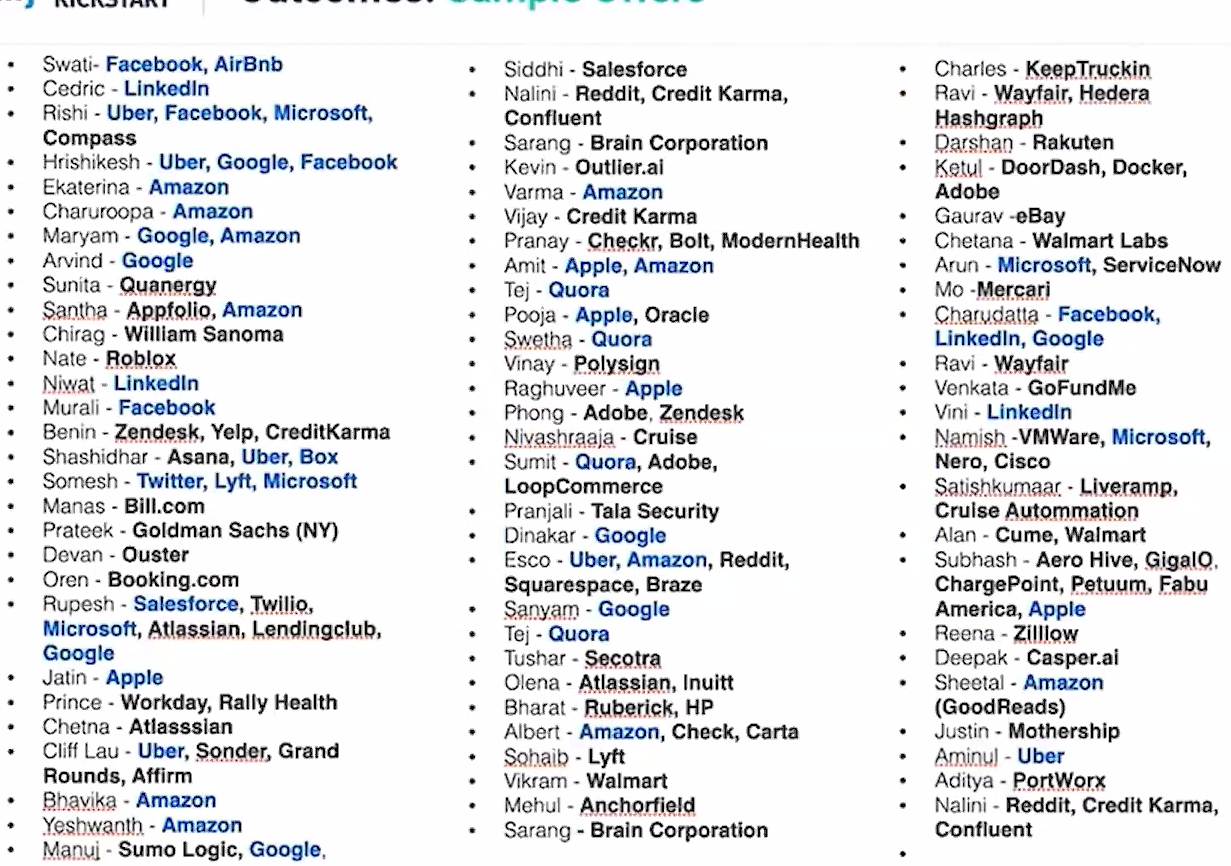 KICKSTART
Outcomes: Sample Offers
Swati- Facebook, AirBnb
Cedric - LinkedIn
Rishi - Uber, Facebook, Microsoft,
Compass
Hrishikesh - Uber, Google, Facebook
Ekaterina - Amazon
Charuroopa - Amazon
Maryam - Google, Amazon
Arvind - Google
Sunita - Quanergy
Santha - Appfolio, Amazon
Chirag - William Sanoma
Nate - Roblox
Niwat - LinkedIn
Murali - Facebook
Benin - Zendesk, Yelp, CreditKarma
Shashidhar - Asana, Uber, Box
Somesh - Twitter, Lyft, Microsoft
Manas - Bill.com
Prateek - Goldman Sachs (NY)
Devan - Ouster
Oren - Booking.com
Rupesh - Salesforce, Twilio,
Microsoft, Atlassian, Lendingclub,
Google
Jatin - Apple
Prince - Workday, Rally Health
Chetna - Atlasssian
Cliff Lau - Uber, Sonder, Grand
Rounds, Affirm
Bhavika - Amazon
Yeshwanth - Amazon
Manuj - Sumo Logic, Google,
Siddhi - Salesforce
Nalini - Reddit, Credit Karma,
Confluent
Sarang - Brain Corporation
Kevin - Outlier.ai
Varma - Amazon
Vijay - Credit Karma
Pranay - Checkr, Bolt, ModernHealth
Amit - Apple, Amazon
Tej - Quora
Pooja - Apple, Oracle
Swetha - Quora
Vinay - Polysign
Raghuveer - Apple
Phong - Adobe, Zendesk
Nivashraaja - Cruise
Sumit - Quora, Adobe,
LoopCommerce
Pranjali - Tala Security
Dinakar - Google
Esco - Uber, Amazon, Reddit,
Squarespace, Braze
Sanyam - Google
Tej - Quora
Tushar - Secotra
Olena - Atlassian, Inuitt
Bharat - Ruberick, HP
Albert - Amazon, Check, Carta
Sohaib - Lyft
Vikram - Walmart
Mehul - Anchorfield
Sarang - Brain Corporation
Charles - KeepTruckin
Ravi - Wayfair, Hedera
Hashgraph
Darshan - Rakuten
Ketul - DoorDash, Docker,
Adobe
Gaurav -eBay
Chetana - Walmart Labs
Arun - Microsoft, ServiceNow
Mo -Mercari
Charudatta - Facebook,
LinkedIn, Google
Ravi - Wayfair
Venkata - GoFundMe
Vini - LinkedIn
Namish -VMWare, Microsoft,
Nero, Cisco
Satishkumaar - Liveramp,
Cruise Autommation
Alan - Cume, Walmart
Subhash - Aero Hive, GigaIO,
ChargePoint, Petuum, Fabu
America, Apple
Reena - Zilllow
Deepak - Casper.ai
Sheetal - Amazon
(GoodReads)
Justin - Mothership
Aminul - Uber
Aditya - PortWorx
Nalini - Reddit, Credit Karma,
Confluent